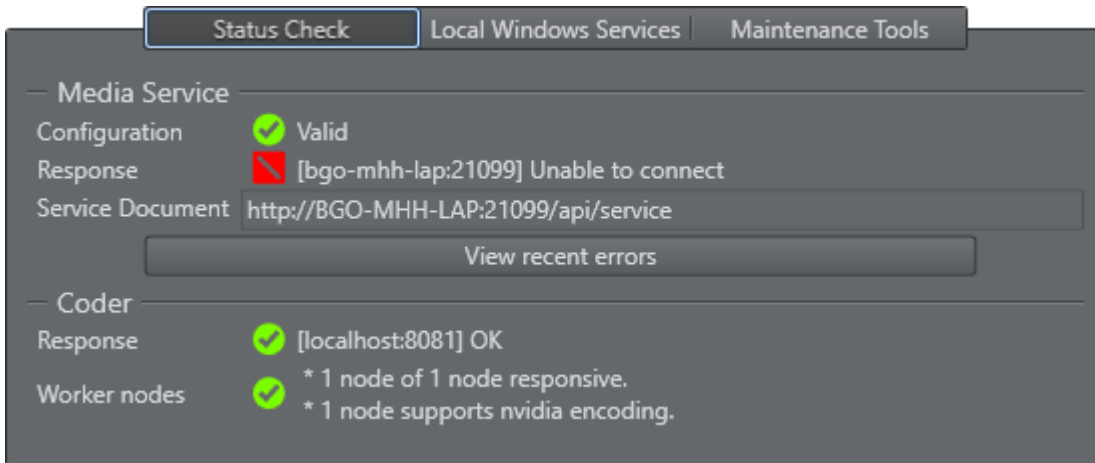 Status Check Local Windows Services Maintenance Tools
Media Service
Configuration Valid
Response [bgo-mhh-lap:21099] Unable to connect
Service Document http://BGO-MHH-LAP:21099/api/service
View recent errors
Coder
Response [localhost:8081] OK
Worker nodes * 1 node of 1 node responsive.
* 1 node supports nvidia encoding.